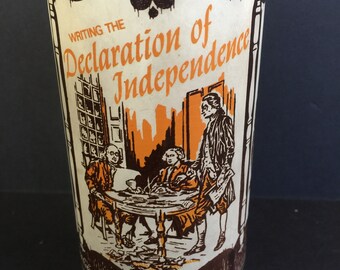 WRITING THE
Declaration of
Independence